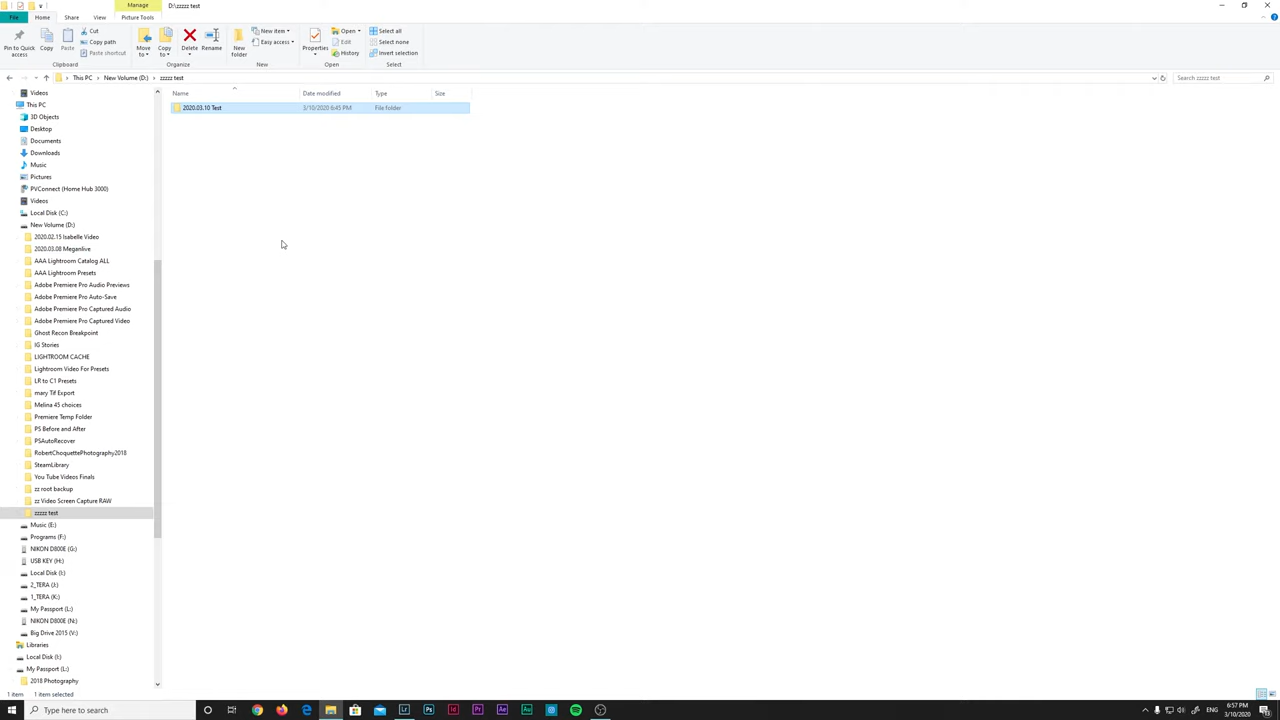 Manage
D:\zzzzz test
File
Home
Share
View
Picture Tools
Pin to Quick access
Copy
Paste
Cut
Copy path
Paste shortcut
Move to
Copy to
Delete
Rename
New folder
New item
Easy access
Properties
Open
Edit
History
Select all
Select none
Invert selection
Clipboard
Organize
New
Open
Select
This PC
New Volume (D:)
zzzzz test
Search zzzzz test
Name
Date modified
Type
Size
2020.03.10 Test
3/10/2020 6:45 PM
File folder
Videos
This PC
3D Objects
Desktop
Documents
Downloads
Music
Pictures
PVConnect (Home Hub 3000)
Videos
Local Disk (C:)
New Volume (D:)
2020.02.15 Isabelle Video
2020.03.08 Meganlive
AAA Lightroom Catalog ALL
AAA Lightroom Presets
Adobe Premiere Pro Audio Previews
Adobe Premiere Pro Auto-Save
Adobe Premiere Pro Captured Audio
Adobe Premiere Pro Captured Video
Ghost Recon Breakpoint
IG Stories
LIGHTROOM CACHE
Lightroom Video For Presets
LR to C1 Presets
mary Tif Export
Melina 45 choices
Premiere Temp Folder
PS Before and After
PSAutoRecover
RobertChoquettePhotography2018
SteamLibrary
You Tube Videos Finals
zz root backup
zz Video Screen Capture RAW
zzzzz test
Music (E:)
Programs (F:)
NIKON D800E (G:)
USB KEY (H:)
Local Disk (I:)
2_TERA (J:)
1_TERA (K:)
My Passport (L:)
NIKON D800E (N:)
Big Drive 2015 (V:)
Libraries
Local Disk (I:)
My Passport (L:)
2018 Photography
1 item
1 item selected
Type here to search
Lr
Ps
Id
Pr
Ae
Au
ENG
6:57 PM
3/10/2020